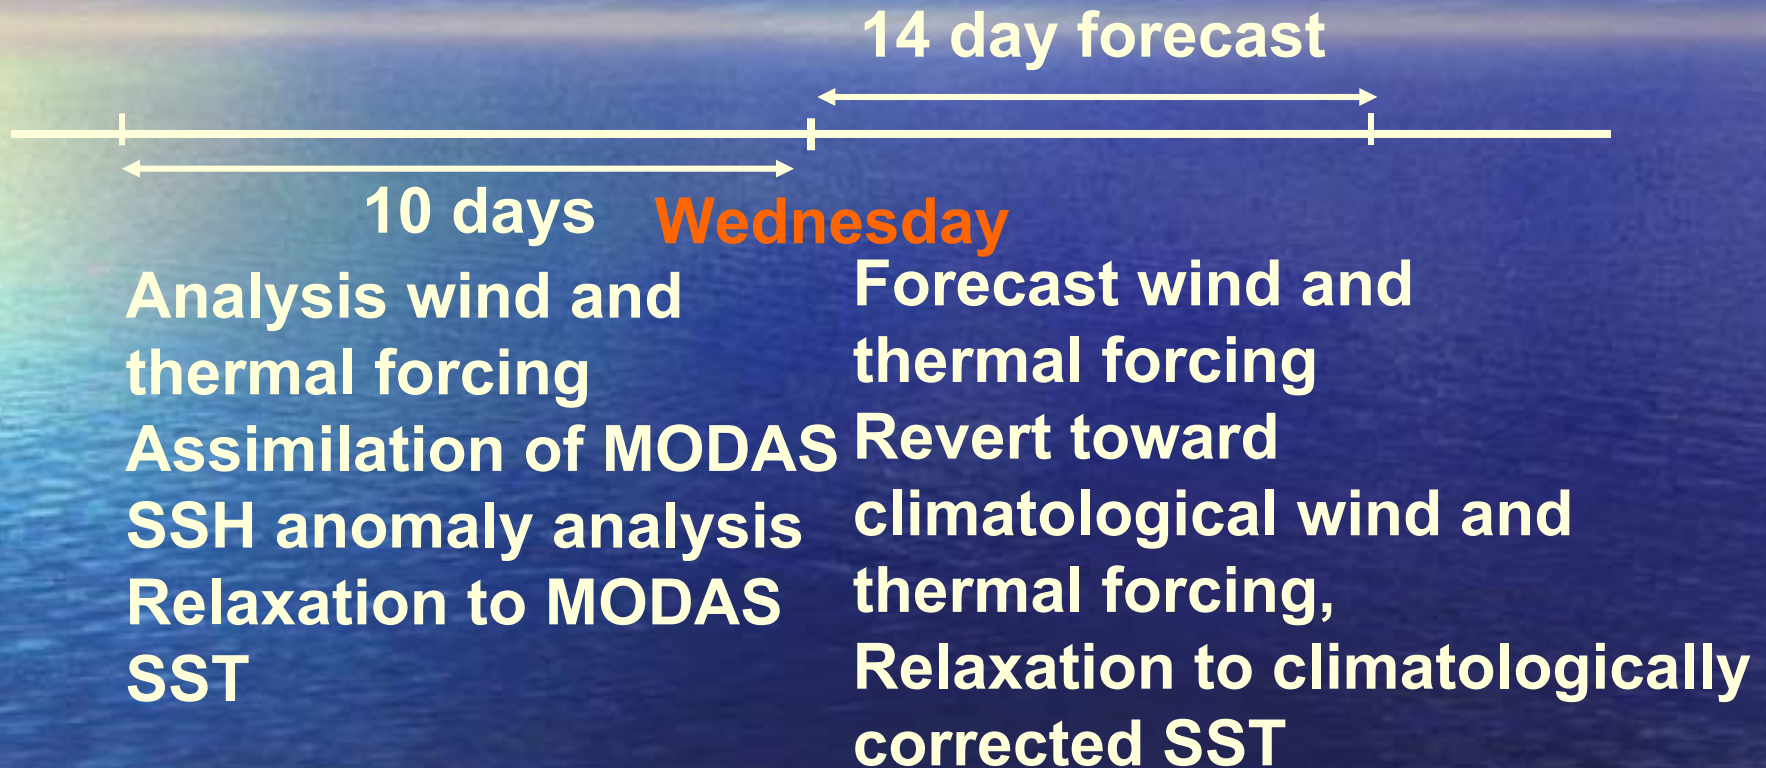 14 day forecast
10 days
Wednesday
Analysis wind and
thermal forcing
Assimilation of MODAS
SSH anomaly analysis
Relaxation to MODAS
SST
Forecast wind and
thermal forcing
Revert toward
climatological wind and
thermal forcing,
Relaxation to climatologically
corrected SST